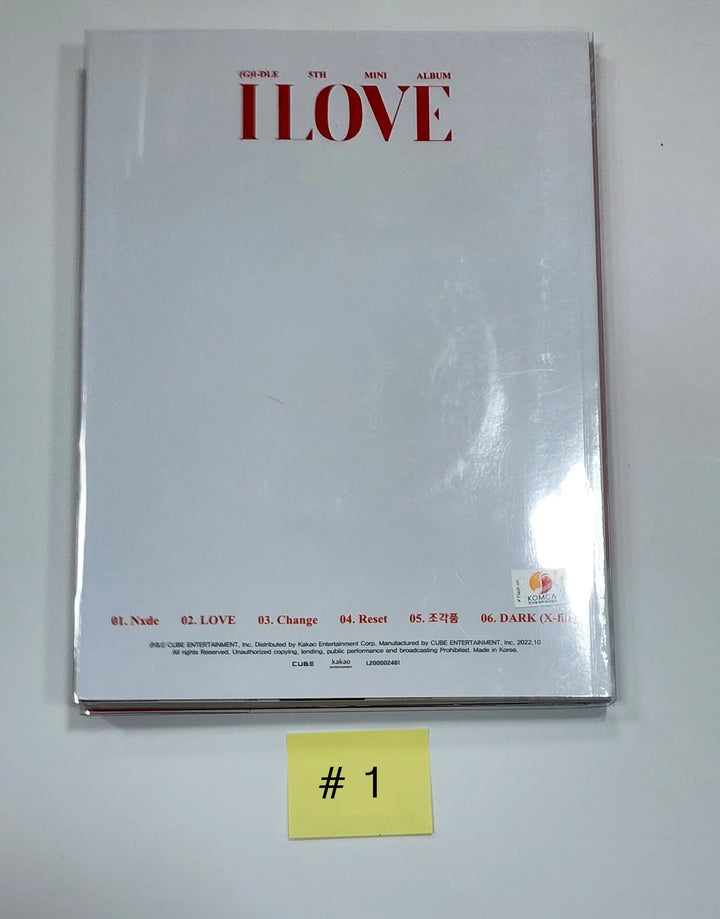 (G)I-DLE 5TH MINI ALBUM
I LOVE
KOMCA
01. Nxde 02. LOVE 03. Change 04. Reset 05. 조각품 06. DARK (X-file)
℗&© CUBE ENTERTAINMENT, Inc. Distributed by Kakao Entertainment Corp. Manufactured by CUBE ENTERTAINMENT, Inc. 2022.10
All rights Reserved. Unauthorized copying, lending, public performance and broadcasting Prohibited. Made in Korea.
CUBE kakao L200002461
ENTERTAINMENT
# 1